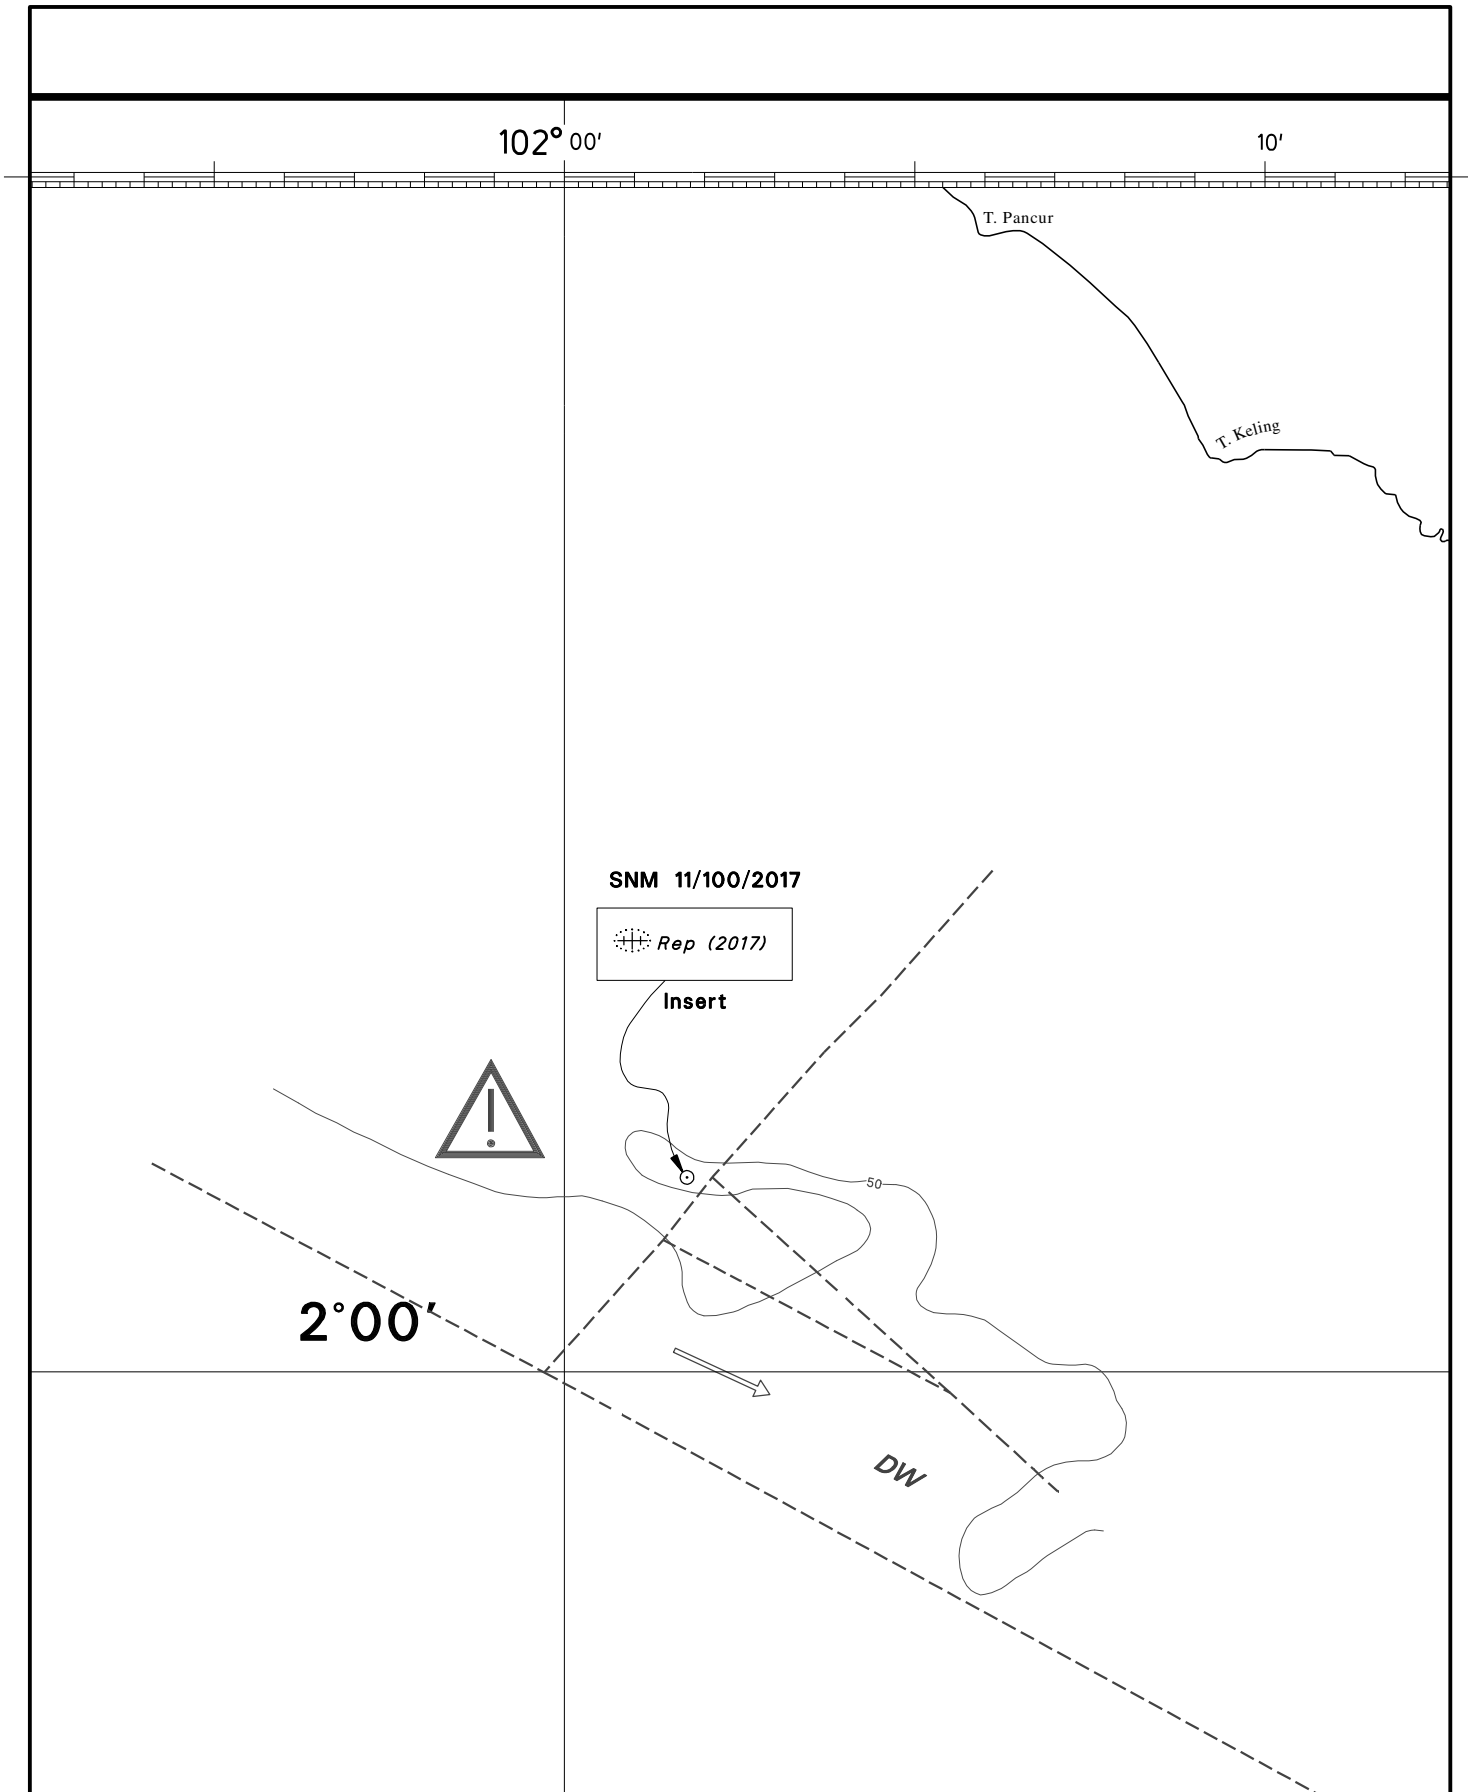 102° 00' 10'
T. Pancur
T. Keling
SNM 11/100/2017
Rep (2017)
Insert
50
2°00'
DW